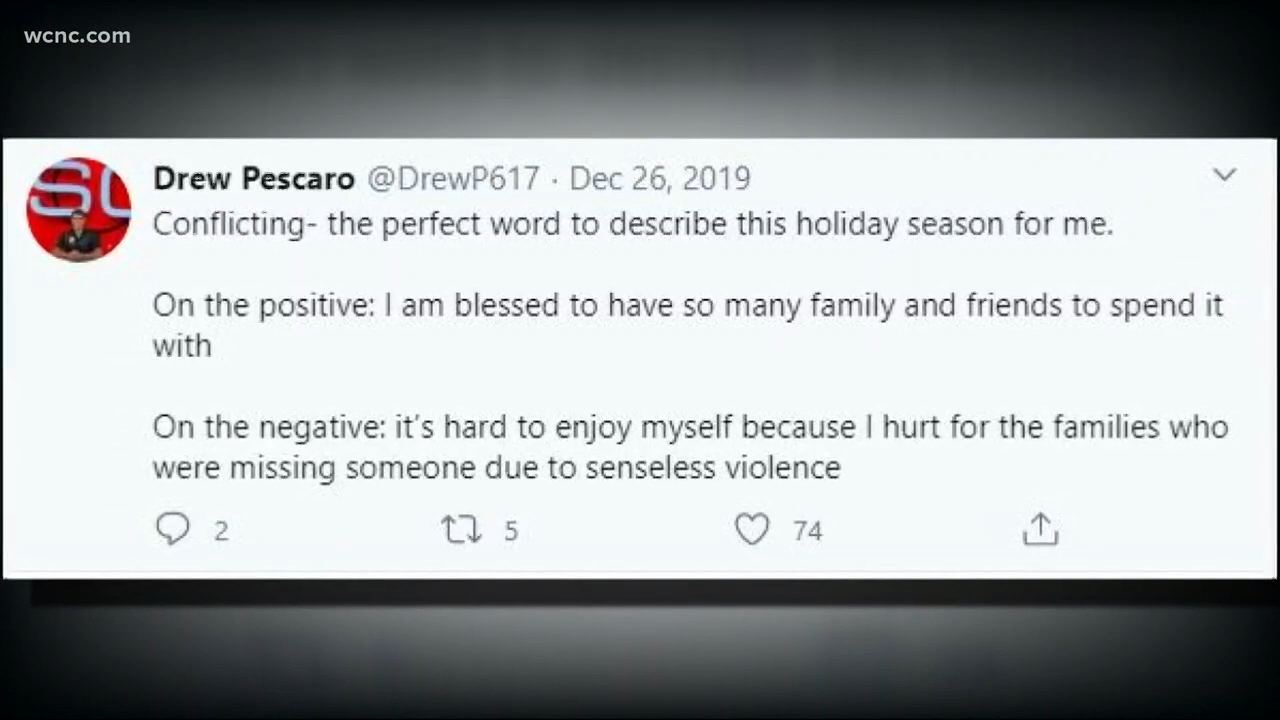 wcnc.com
SC
Drew Pescaro @DrewP617 · Dec 26, 2019
Conflicting- the perfect word to describe this holiday season for me.
On the positive: I am blessed to have so many family and friends to spend it
with
On the negative: it's hard to enjoy myself because I hurt for the families who
were missing someone due to senseless violence
2 5 74